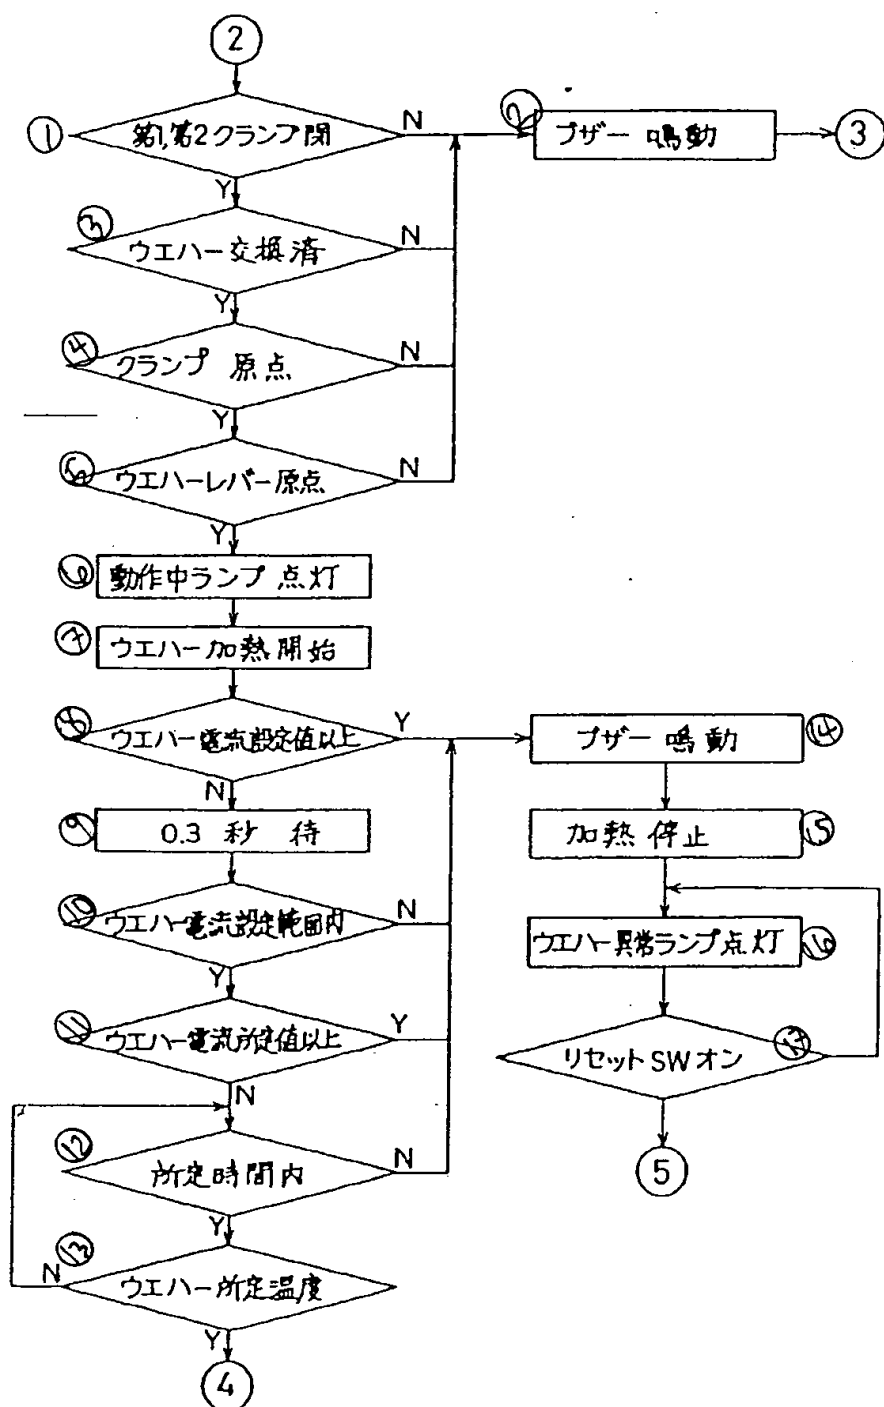 2
① 第1,第2クランプ閉
N
② ブザー 鳴動
3
Y
③ ウエハー交換済
N
Y
④ クランプ 原点
N
Y
⑤ ウエハーレバー原点
N
Y
⑥ 動作中ランプ 点灯
⑦ ウエハー加熱開始
⑧ ウエハー電流設定値以上
Y
ブザー 鳴動 ⑭
N
⑨ 0.3 秒 待
加熱 停止 ⑮
⑩ ウエハー電流設定範囲内
N
ウエハー異常ランプ点灯 ⑯
Y
⑪ ウエハー電流所定値以上
Y
リセットSWオン ⑰
N
⑫ 所定時間内
N
5
Y
⑬ ウエハー所定温度
N
Y
4